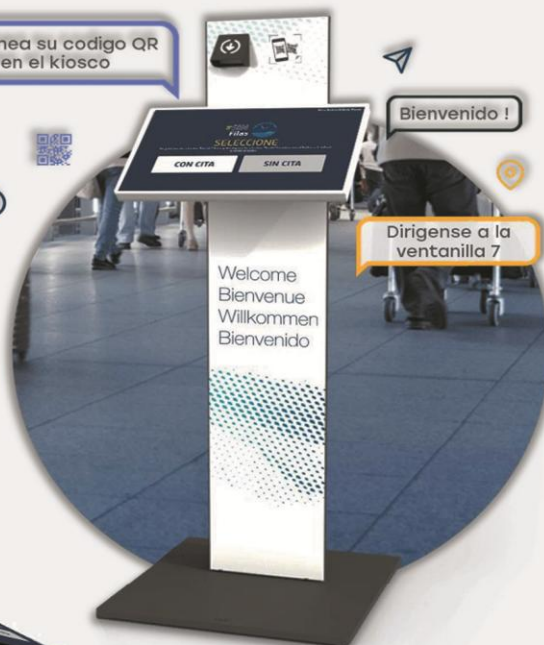 nea su codigo QR
en el kiosco
Bienvenido !
Filas
SELECCIONE
CON CITA
SIN CITA
Dirigense a la
ventanilla 7
Welcome
Bienvenue
Willkommen
Bienvenido